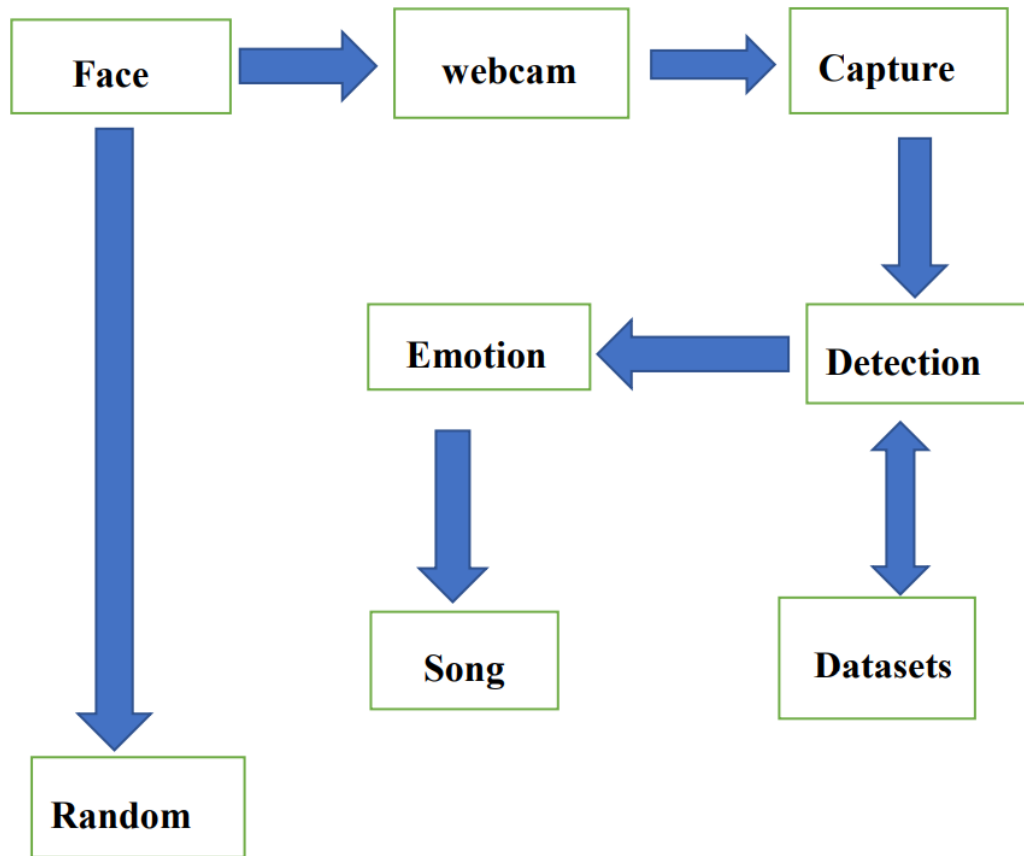 Face
webcam
Capture
Emotion
Detection
Song
Datasets
Random